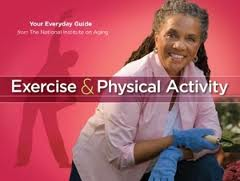 Your Everyday Guide
from The National Institute on Aging
Exercise & Physical Activity